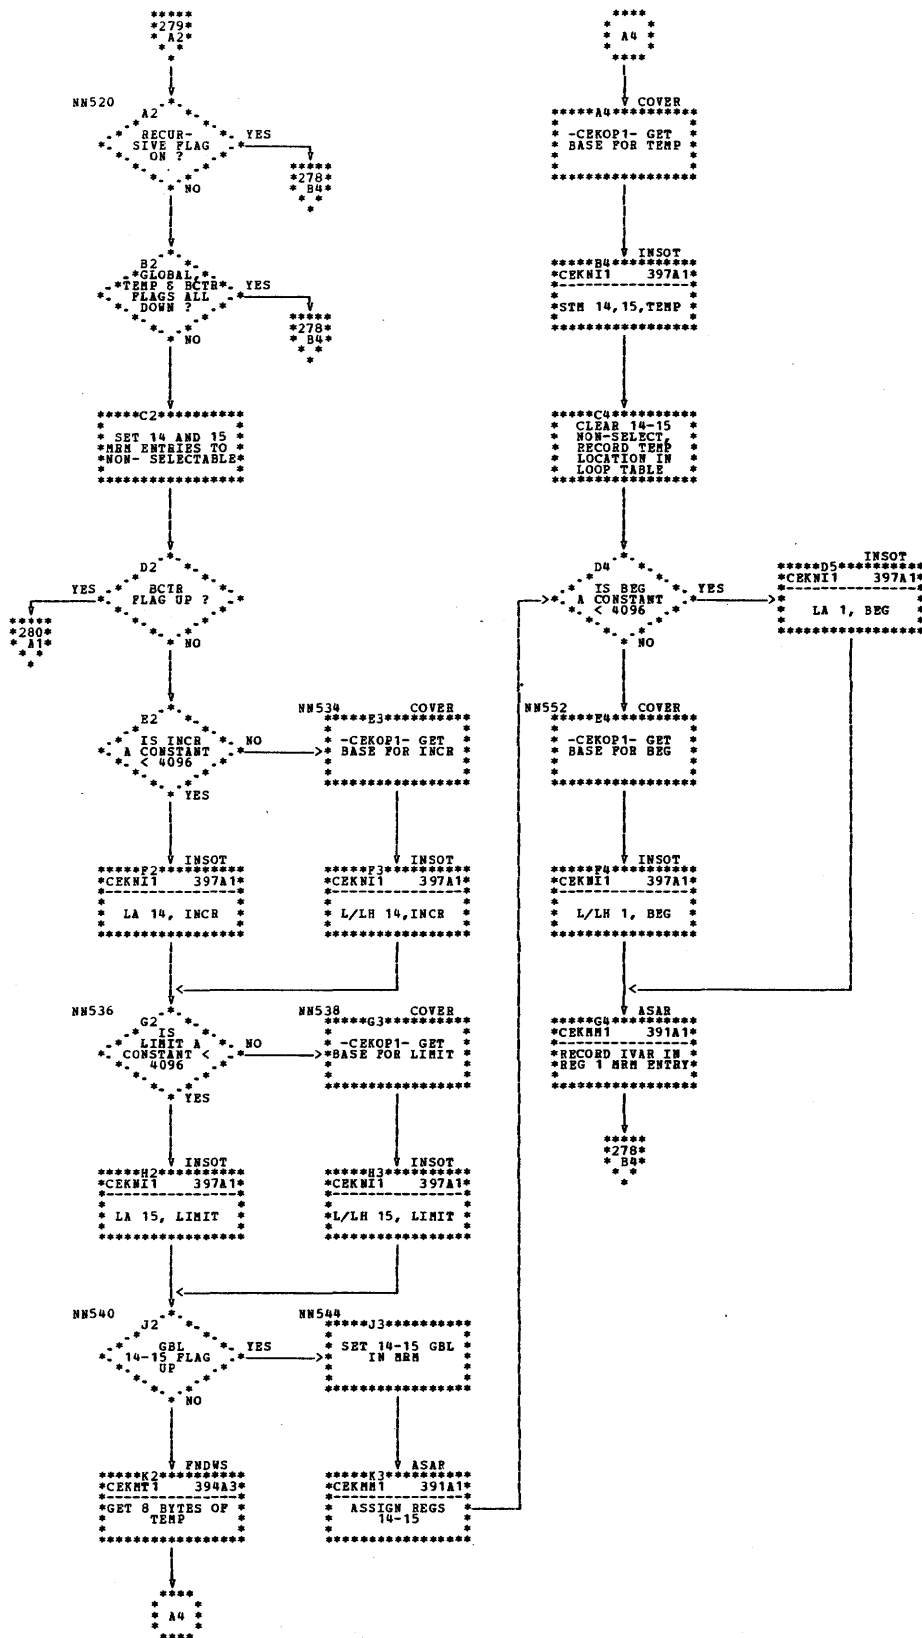 279
A2
NN520
A2
RECUR-
SIVE FLAG
ON ?
YES
278
B4
NO
B2
GLOBAL,
TEMP & BCTR
FLAGS ALL
DOWN ?
YES
278
B4
NO
C2
SET 14 AND 15
MRM ENTRIES TO
NON- SELECTABLE
D2
BCTR
FLAG UP ?
YES
280
A1
NO
E2
IS INCR
A CONSTANT
< 4096
NO
YES
NN534
COVER
E3
-CEKOP1- GET
BASE FOR INCR
INSOT
F2
CEKNI1 397A1
LA 14, INCR
INSOT
F3
CEKNI1 397A1
L/LH 14,INCR
NN536
G2
IS
LIMIT A
CONSTANT <
4096
NO
YES
NN538
COVER
G3
-CEKOP1- GET
BASE FOR LIMIT
INSOT
H2
CEKNI1 397A1
LA 15, LIMIT
INSOT
H3
CEKNI1 397A1
L/LH 15, LIMIT
NN540
J2
GBL
14-15 FLAG
UP
YES
NO
NN544
J3
SET 14-15 GBL
IN MRM
FNDWS
K2
CEKMT1 394A3
GET 8 BYTES OF
TEMP
ASAR
K3
CEKMM1 391A1
ASSIGN REGS
14-15
A4
A4
COVER
A4
-CEKOP1- GET
BASE FOR TEMP
INSOT
B4
CEKNI1 397A1
STM 14,15,TEMP
C4
CLEAR 14-15
NON-SELECT,
RECORD TEMP
LOCATION IN
LOOP TABLE
D4
IS BEG
A CONSTANT
< 4096
YES
NO
INSOT
D5
CEKNI1 397A1
LA 1, BEG
NN552
COVER
E4
-CEKOP1- GET
BASE FOR BEG
INSOT
F4
CEKNI1 397A1
L/LH 1, BEG
ASAR
G4
CEKMM1 391A1
RECORD IVAR IN
REG 1 MRM ENTRY
278
B4